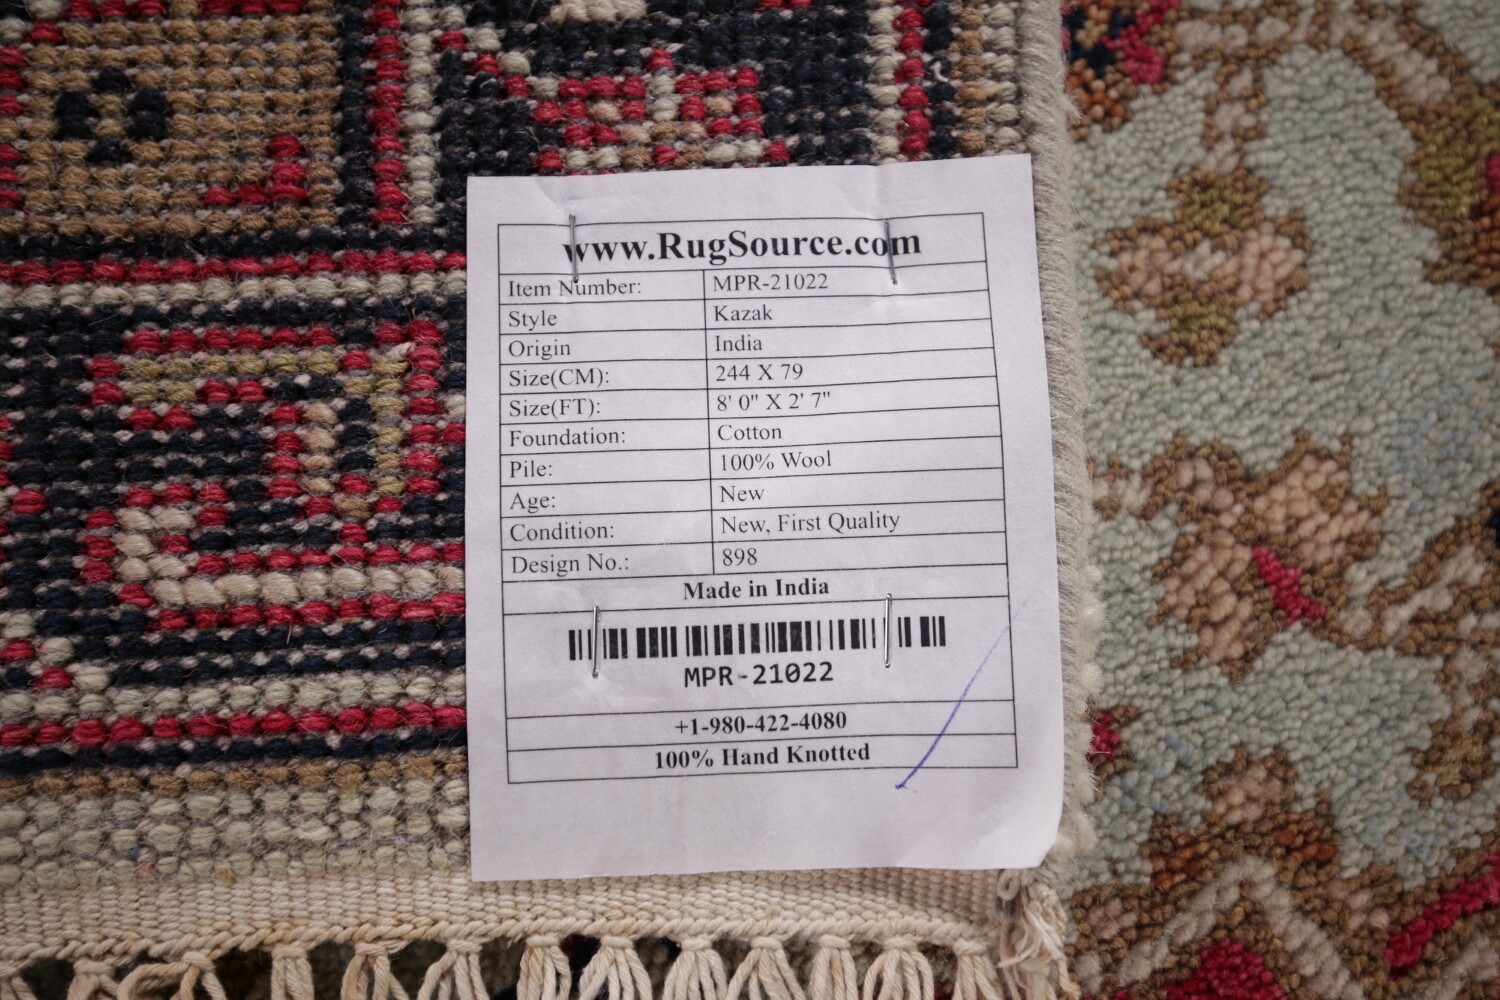 www.RugSource.com
Item Number: MPR-21022
Style Kazak
Origin India
Size(CM): 244 X 79
Size(FT): 8' 0" X 2' 7"
Foundation: Cotton
Pile: 100% Wool
Age: New
Condition: New, First Quality
Design No.: 898
Made in India
MPR-21022
+1-980-422-4080
100% Hand Knotted